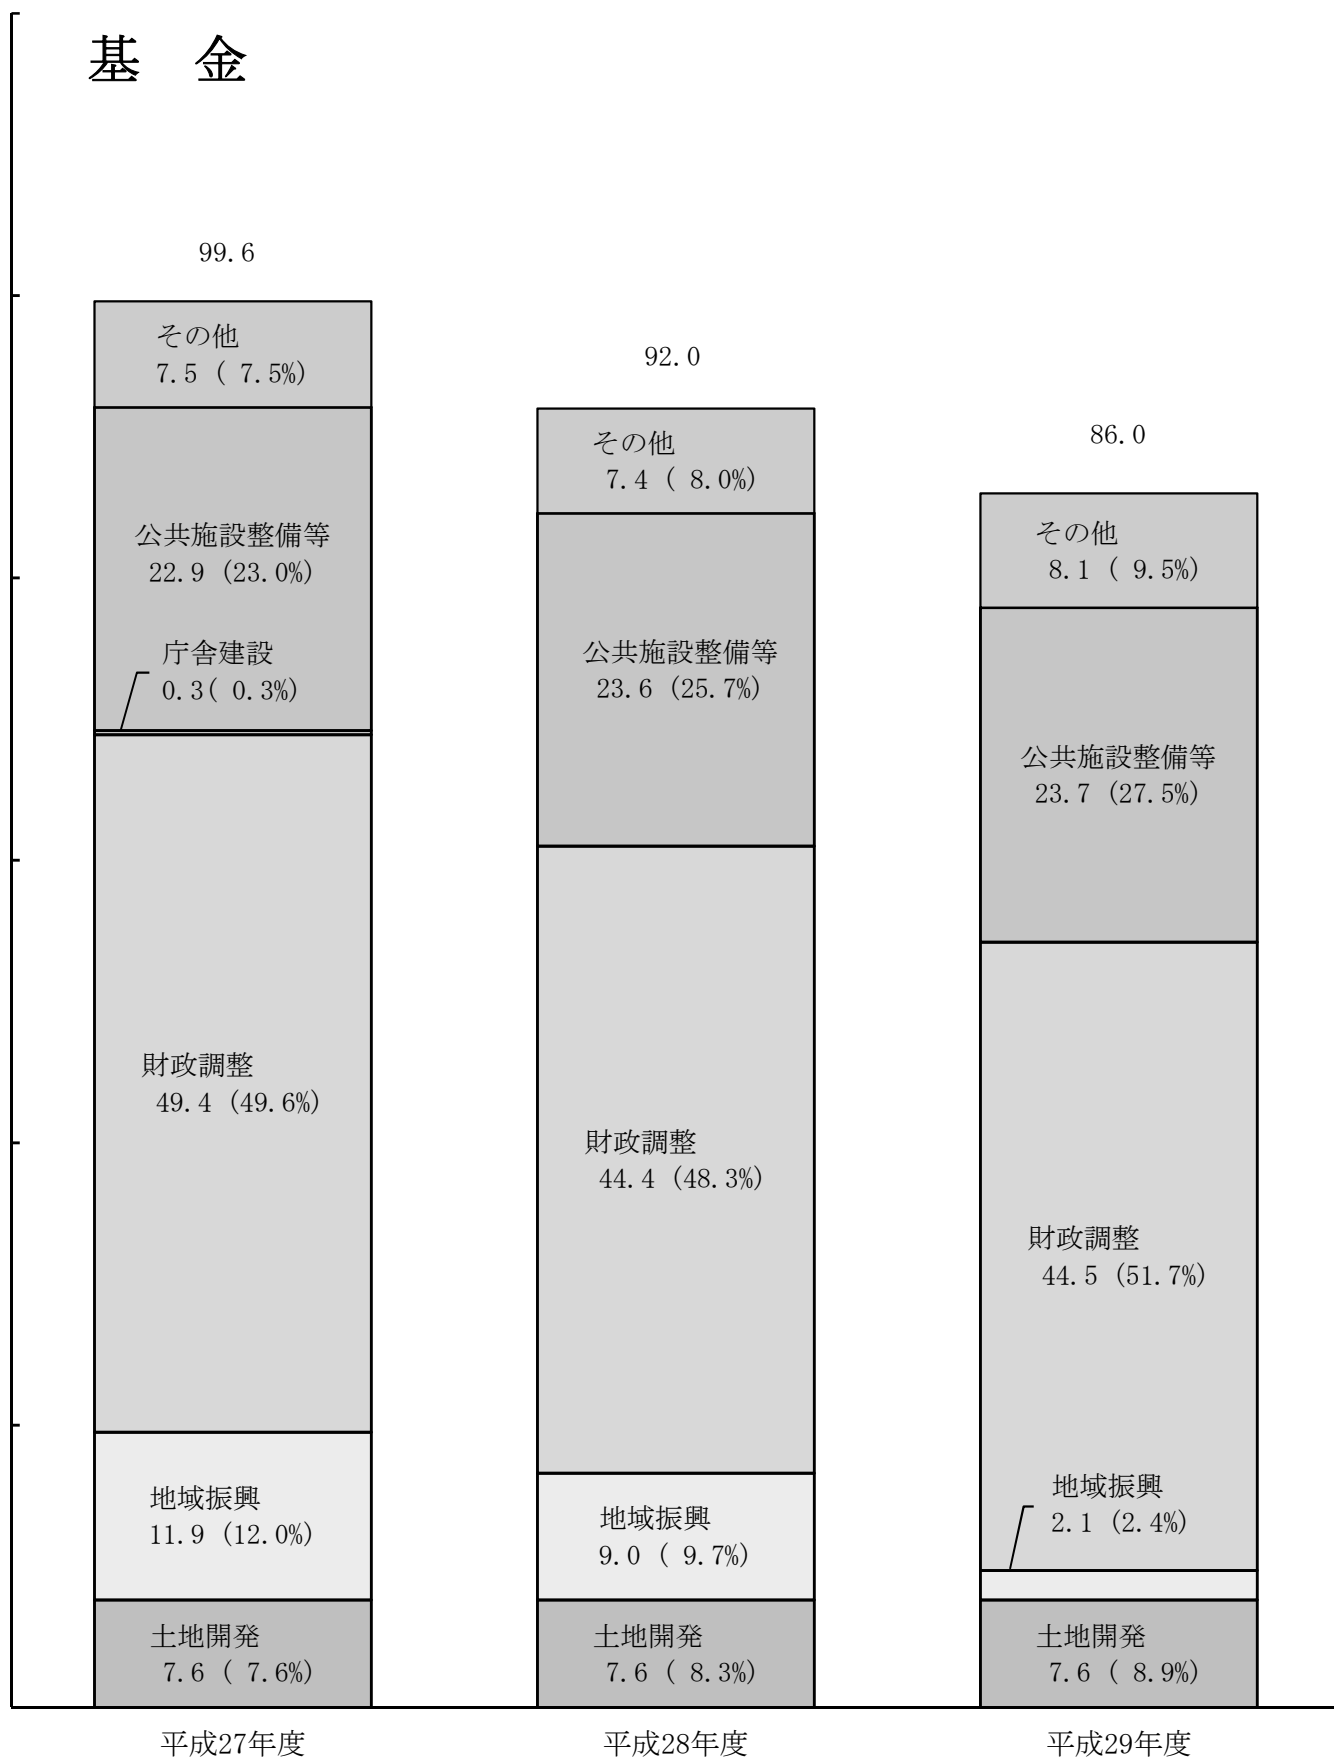 基 金
99.6
その他
7.5 ( 7.5%)
公共施設整備等
22.9 (23.0%)
庁舎建設
0.3( 0.3%)
財政調整
49.4 (49.6%)
地域振興
11.9 (12.0%)
土地開発
7.6 ( 7.6%)
平成27年度
92.0
その他
7.4 ( 8.0%)
公共施設整備等
23.6 (25.7%)
財政調整
44.4 (48.3%)
地域振興
9.0 ( 9.7%)
土地開発
7.6 ( 8.3%)
平成28年度
86.0
その他
8.1 ( 9.5%)
公共施設整備等
23.7 (27.5%)
財政調整
44.5 (51.7%)
地域振興
2.1 (2.4%)
土地開発
7.6 ( 8.9%)
平成29年度